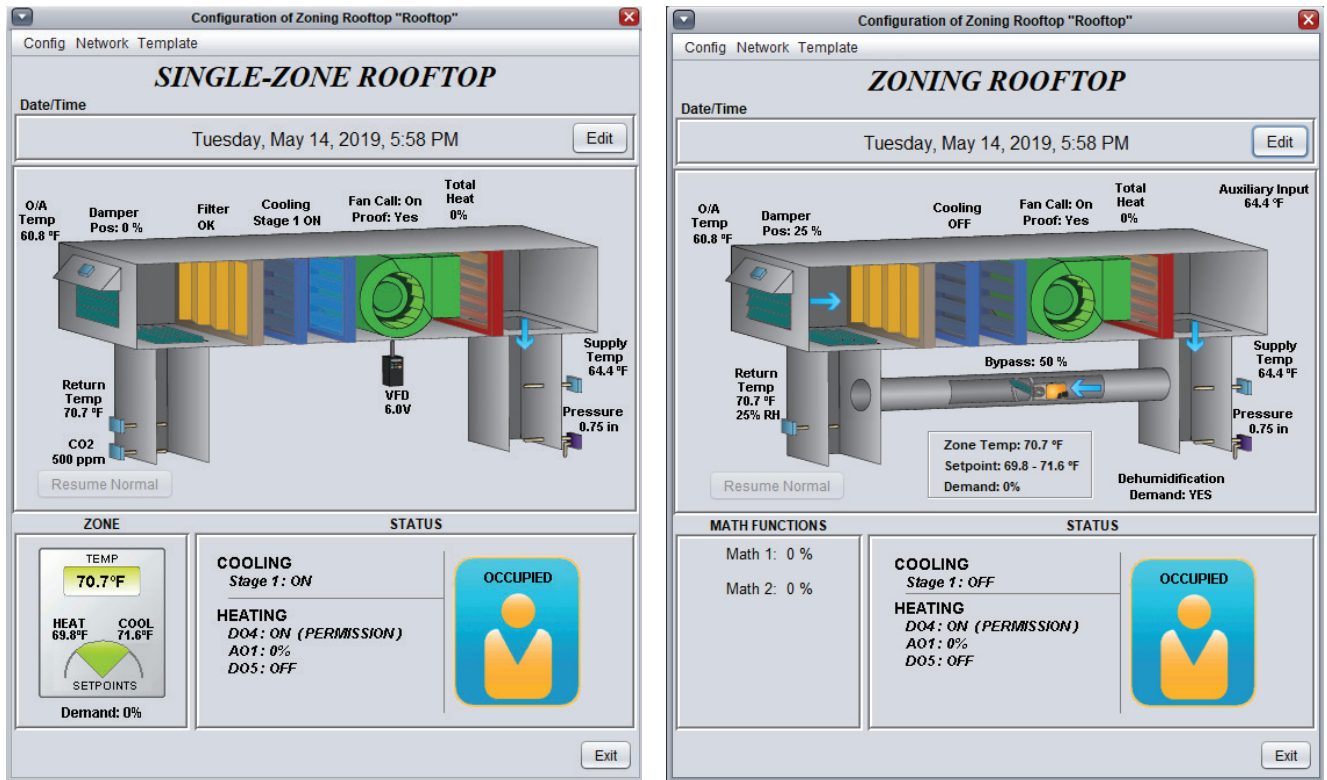 Configuration of Zoning Rooftop "Rooftop"
Config Network Template
SINGLE-ZONE ROOFTOP
Date/Time
Tuesday, May 14, 2019, 5:58 PM
Edit
O/A
Temp
60.8 ºF
Damper
Pos: 0 %
Filter
OK
Cooling
Stage 1 ON
Fan Call: On
Proof: Yes
Total
Heat
0%
VFD
6.0V
Supply
Temp
64.4 ºF
Return
Temp
70.7 ºF
Pressure
0.75 in
CO2
500 ppm
Resume Normal
ZONE
TEMP
70.7°F
HEAT
69.8°F
COOL
71.6°F
SETPOINTS
Demand: 0%
STATUS
COOLING
Stage 1 : ON
HEATING
DO4 : ON (PERMISSION)
AO1 : 0%
DO5 : OFF
OCCUPIED
Exit
Configuration of Zoning Rooftop "Rooftop"
Config Network Template
ZONING ROOFTOP
Date/Time
Tuesday, May 14, 2019, 5:58 PM
Edit
O/A
Temp
60.8 ºF
Damper
Pos: 25 %
Cooling
OFF
Fan Call: On
Proof: Yes
Total
Heat
0%
Auxiliary Input
64.4 ºF
Bypass: 50 %
Supply
Temp
64.4 ºF
Return
Temp
70.7 ºF
25% RH
Pressure
0.75 in
Zone Temp: 70.7 ºF
Setpoint: 69.8 - 71.6 ºF
Demand: 0%
Dehumidification
Demand: YES
Resume Normal
MATH FUNCTIONS
Math 1: 0 %
Math 2: 0 %
STATUS
COOLING
Stage 1 : OFF
HEATING
DO4 : ON (PERMISSION)
AO1 : 0%
DO5 : OFF
OCCUPIED
Exit